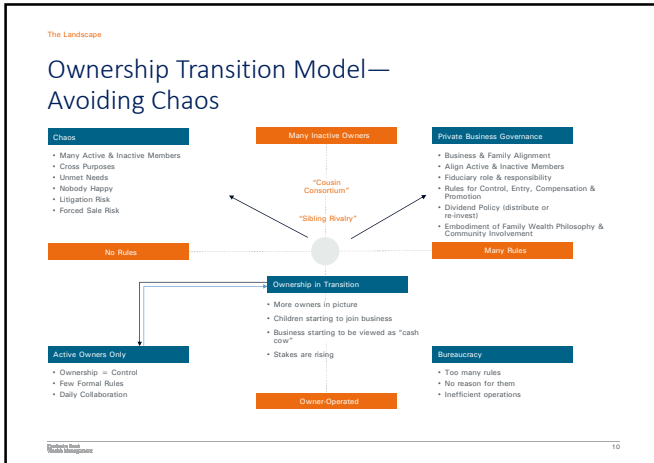 The Landscape
Ownership Transition Model—
Avoiding Chaos
Chaos
• Many Active & Inactive Members
• Cross Purposes
• Unmet Needs
• Nobody Happy
• Litigation Risk
• Forced Sale Risk
Many Inactive Owners
"Cousin
Consortium"
"Sibling Rivalry"
Private Business Governance
• Business & Family Alignment
• Align Active & Inactive Members
• Fiduciary role & responsibility
• Rules for Control, Entry, Compensation &
Promotion
• Dividend Policy (distribute or
re-invest)
• Embodiment of Family Wealth Philosophy &
Community Involvement
No Rules
Many Rules
Ownership in Transition
• More owners in picture
• Children starting to join business
• Business starting to be viewed as "cash
cow"
• Stakes are rising
Active Owners Only
• Ownership = Control
• Few Formal Rules
• Daily Collaboration
Bureaucracy
• Too many rules
• No reason for them
• Inefficient operations
Owner-Operated
Wealth Management
10